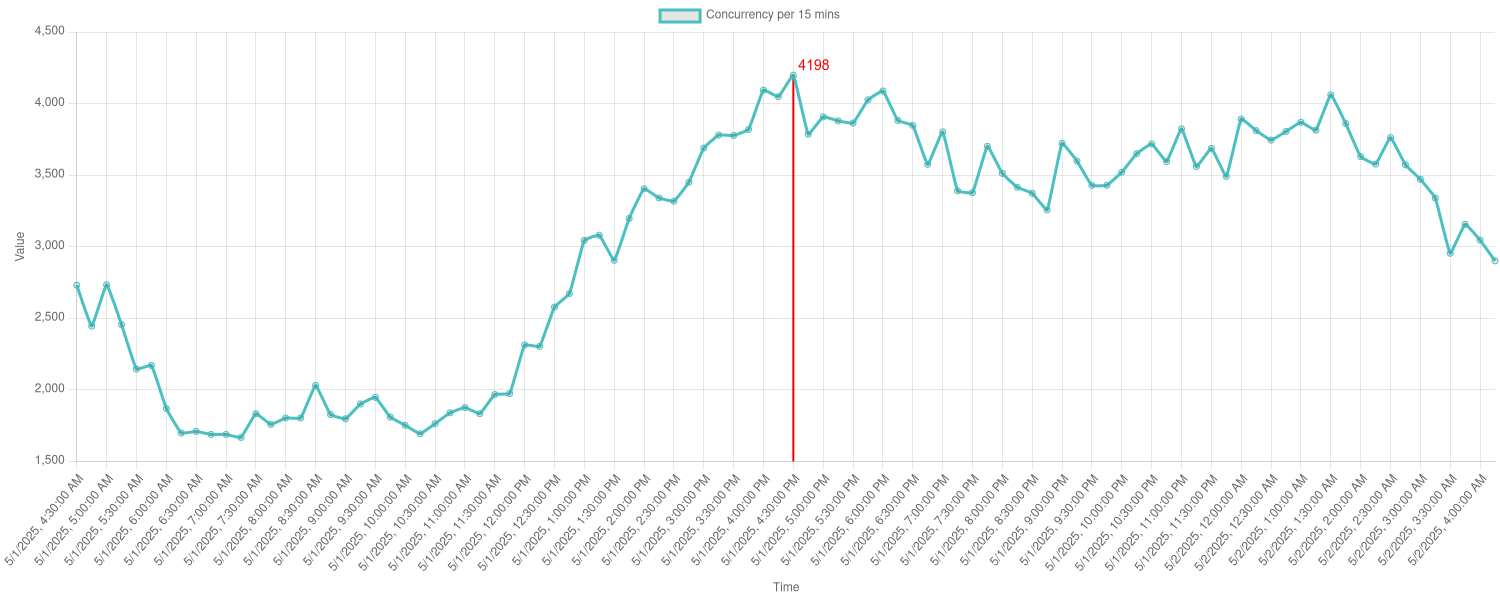 Concurrency per 15 mins
4,500
4,000
3,500
3,000
2,500
2,000
1,500
Value
4198
5/1/2025, 4:30:00 AM
5/1/2025, 5:00:00 AM
5/1/2025, 5:30:00 AM
5/1/2025, 6:00:00 AM
5/1/2025, 6:30:00 AM
5/1/2025, 7:00:00 AM
5/1/2025, 7:30:00 AM
5/1/2025, 8:00:00 AM
5/1/2025, 8:30:00 AM
5/1/2025, 9:00:00 AM
5/1/2025, 9:30:00 AM
5/1/2025, 10:00:00 AM
5/1/2025, 10:30:00 AM
5/1/2025, 11:00:00 AM
5/1/2025, 11:30:00 AM
5/1/2025, 12:00:00 PM
5/1/2025, 12:30:00 PM
5/1/2025, 1:00:00 PM
5/1/2025, 1:30:00 PM
5/1/2025, 2:00:00 PM
5/1/2025, 2:30:00 PM
5/1/2025, 3:00:00 PM
5/1/2025, 3:30:00 PM
5/1/2025, 4:00:00 PM
5/1/2025, 4:30:00 PM
5/1/2025, 5:00:00 PM
5/1/2025, 5:30:00 PM
5/1/2025, 6:00:00 PM
5/1/2025, 6:30:00 PM
5/1/2025, 7:00:00 PM
5/1/2025, 7:30:00 PM
5/1/2025, 8:00:00 PM
5/1/2025, 8:30:00 PM
5/1/2025, 9:00:00 PM
5/1/2025, 9:30:00 PM
5/1/2025, 10:00:00 PM
5/1/2025, 10:30:00 PM
5/1/2025, 11:00:00 PM
5/1/2025, 11:30:00 PM
5/2/2025, 12:00:00 AM
5/2/2025, 12:30:00 AM
5/2/2025, 1:00:00 AM
5/2/2025, 1:30:00 AM
5/2/2025, 2:00:00 AM
5/2/2025, 2:30:00 AM
5/2/2025, 3:00:00 AM
5/2/2025, 3:30:00 AM
5/2/2025, 4:00:00 AM
Time